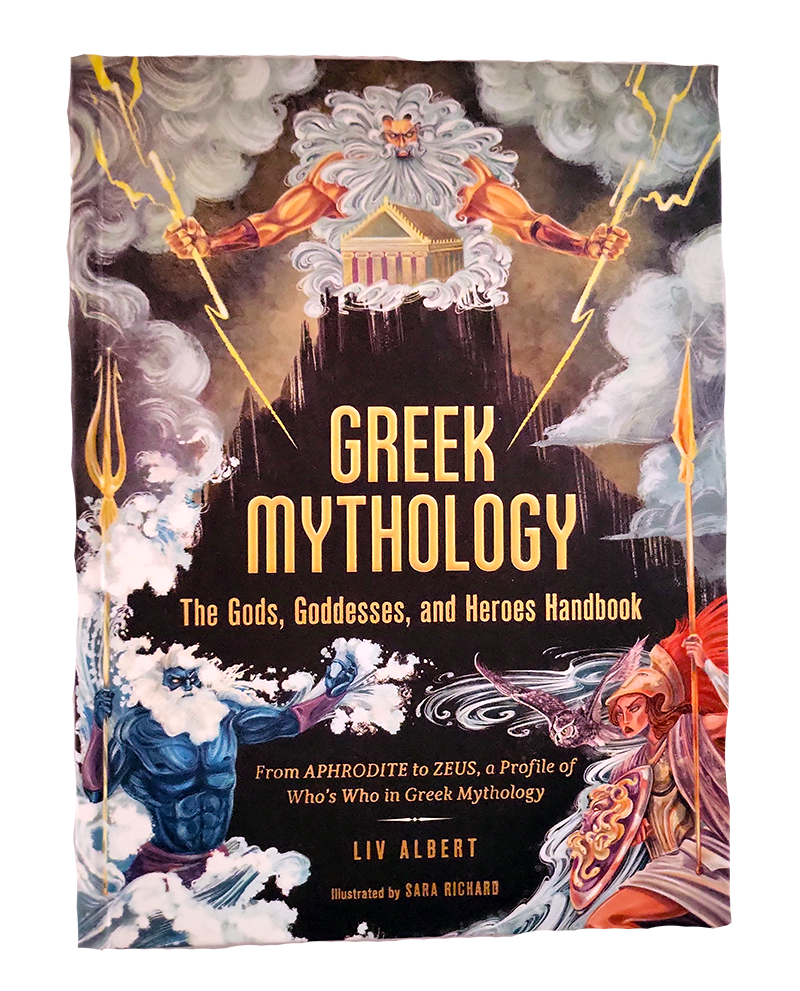 GREEK
MYTHOLOGY
The Gods, Goddesses, and Heroes Handbook
From APHRODITE to ZEUS, a Profile of
Who's Who in Greek Mythology
LIV ALBERT
Illustrated by SARA RICHARD